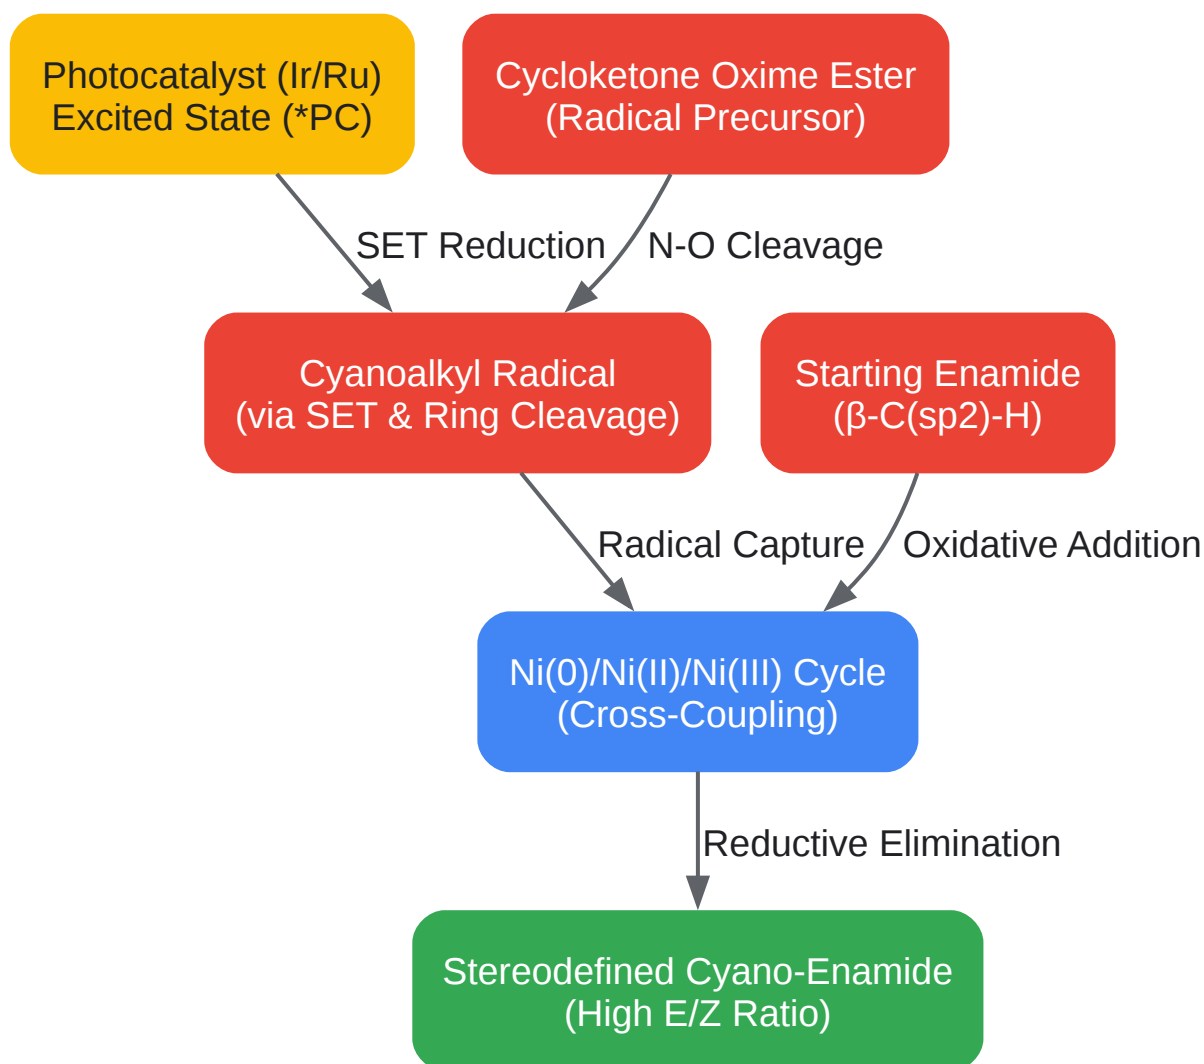 Photocatalyst (Ir/Ru)
Excited State (*PC)
Cycloketone Oxime Ester
(Radical Precursor)
SET Reduction
N-O Cleavage
Cyanoalkyl Radical
(via SET & Ring Cleavage)
Starting Enamide
(β-C(sp2)-H)
Radical Capture
Oxidative Addition
Ni(0)/Ni(II)/Ni(III) Cycle
(Cross-Coupling)
Reductive Elimination
Stereodefined Cyano-Enamide
(High E/Z Ratio)